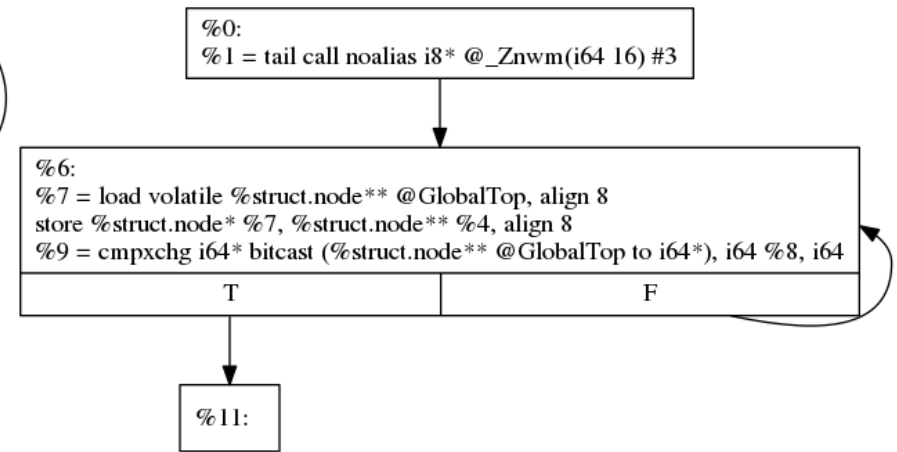 %0:
%1 = tail call noalias i8* @_Znwm(i64 16) #3
%6:
%7 = load volatile %struct.node** @GlobalTop, align 8
store %struct.node* %7, %struct.node** %4, align 8
%9 = cmpxchg i64* bitcast (%struct.node** @GlobalTop to i64*), i64 %8, i64
T F
%11: